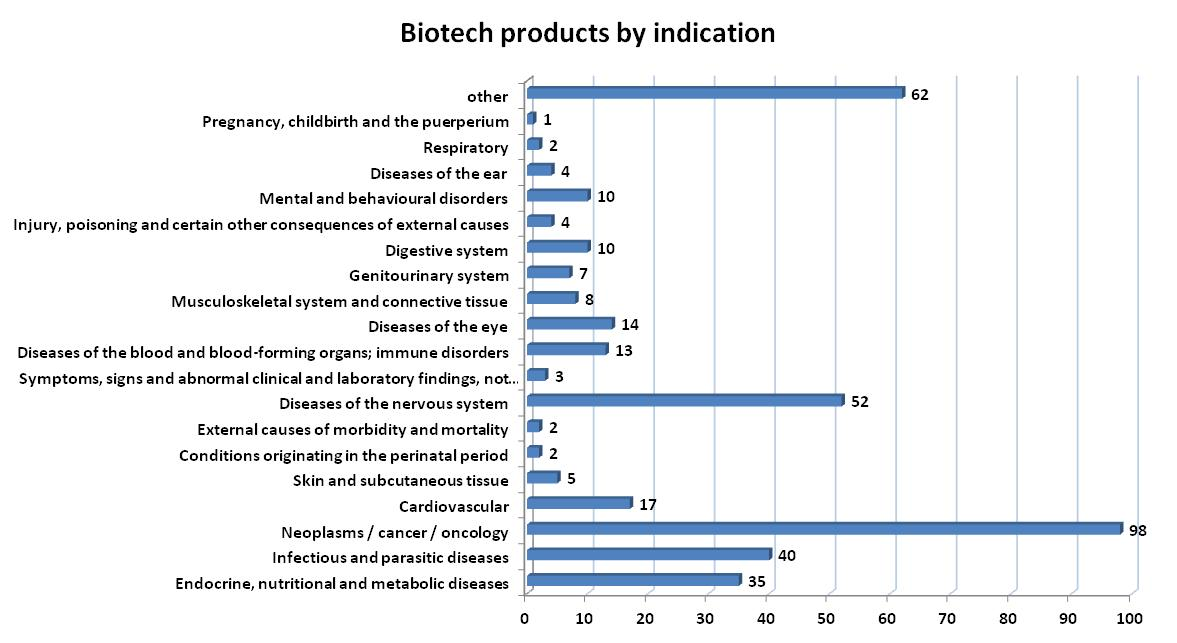 Biotech products by indication
other 62
Pregnancy, childbirth and the puerperium 1
Respiratory 2
Diseases of the ear 4
Mental and behavioural disorders 10
Injury, poisoning and certain other consequences of external causes 4
Digestive system 10
Genitourinary system 7
Musculoskeletal system and connective tissue 8
Diseases of the eye 14
Diseases of the blood and blood-forming organs; immune disorders 13
Symptoms, signs and abnormal clinical and laboratory findings, not... 3
Diseases of the nervous system 52
External causes of morbidity and mortality 2
Conditions originating in the perinatal period 2
Skin and subcutaneous tissue 5
Cardiovascular 17
Neoplasms / cancer / oncology 98
Infectious and parasitic diseases 40
Endocrine, nutritional and metabolic diseases 35
0 10 20 30 40 50 60 70 80 90 100